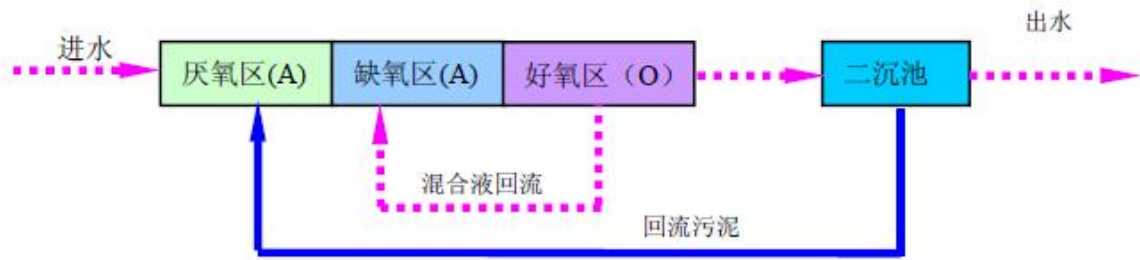 出水
进水
厌氧区(A)
缺氧区(A)
好氧区（O）
二沉池
混合液回流
回流污泥